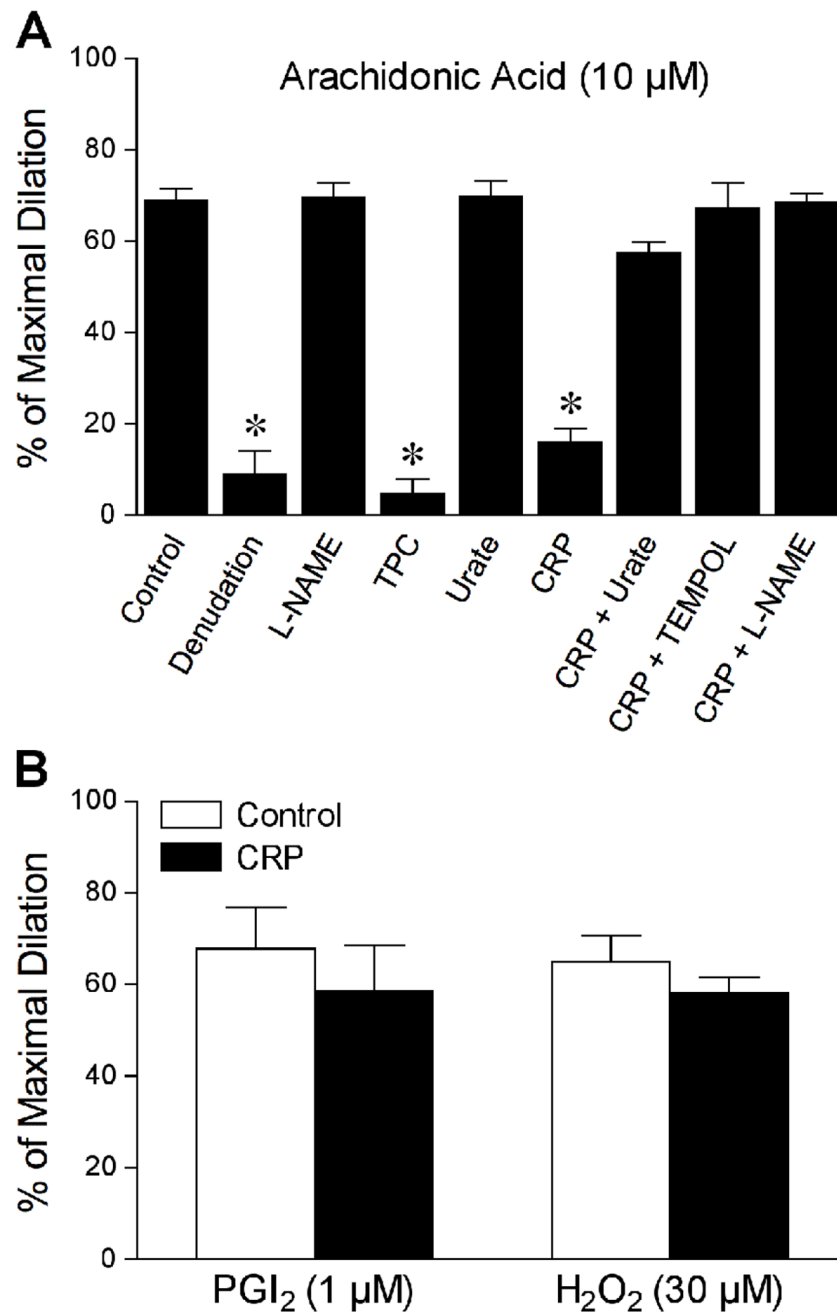 A
Arachidonic Acid (10 µM)
% of Maximal Dilation
100
80
60
40
20
0
*
*
*
Control
Denudation
L-NAME
TPC
Urate
CRP
CRP + Urate
CRP + TEMPOL
CRP + L-NAME
B
Control
CRP
% of Maximal Dilation
100
80
60
40
20
0
PGI₂ (1 µM)
H₂O₂ (30 µM)